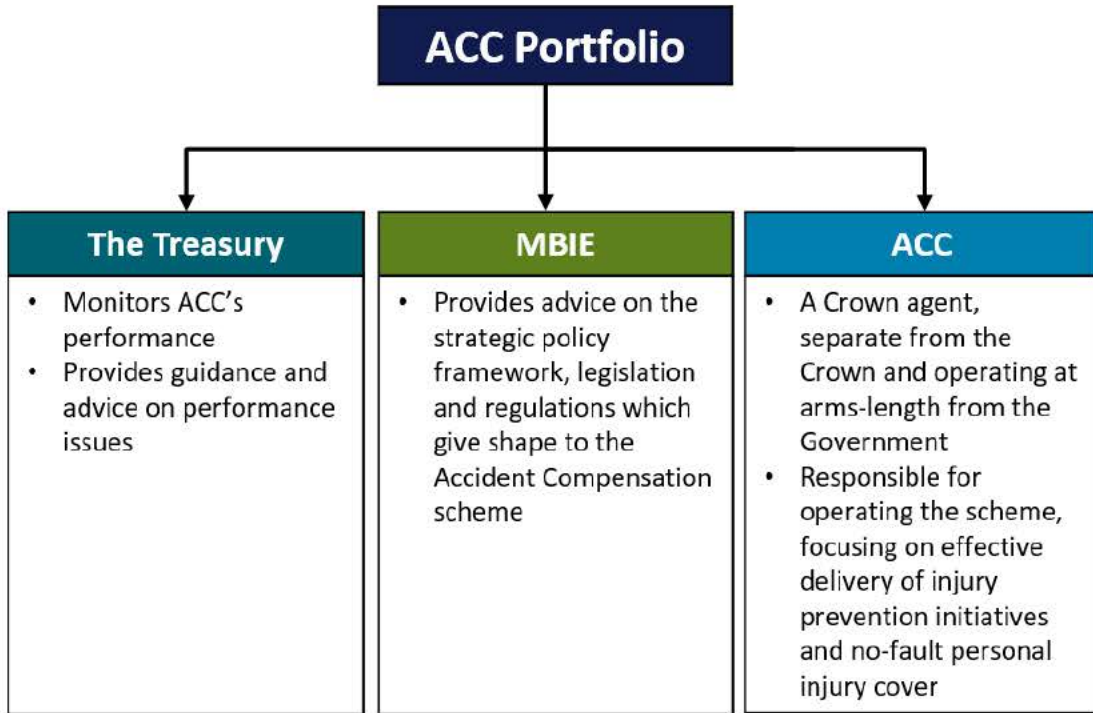 ACC Portfolio
The Treasury
• Monitors ACC's
performance
• Provides guidance and
advice on performance
issues
MBIE
• Provides advice on the
strategic policy
framework, legislation
and regulations which
give shape to the
Accident Compensation
scheme
ACC
• A Crown agent,
separate from the
Crown and operating at
arms-length from the
Government
• Responsible for
operating the scheme,
focusing on effective
delivery of injury
prevention initiatives
and no-fault personal
injury cover